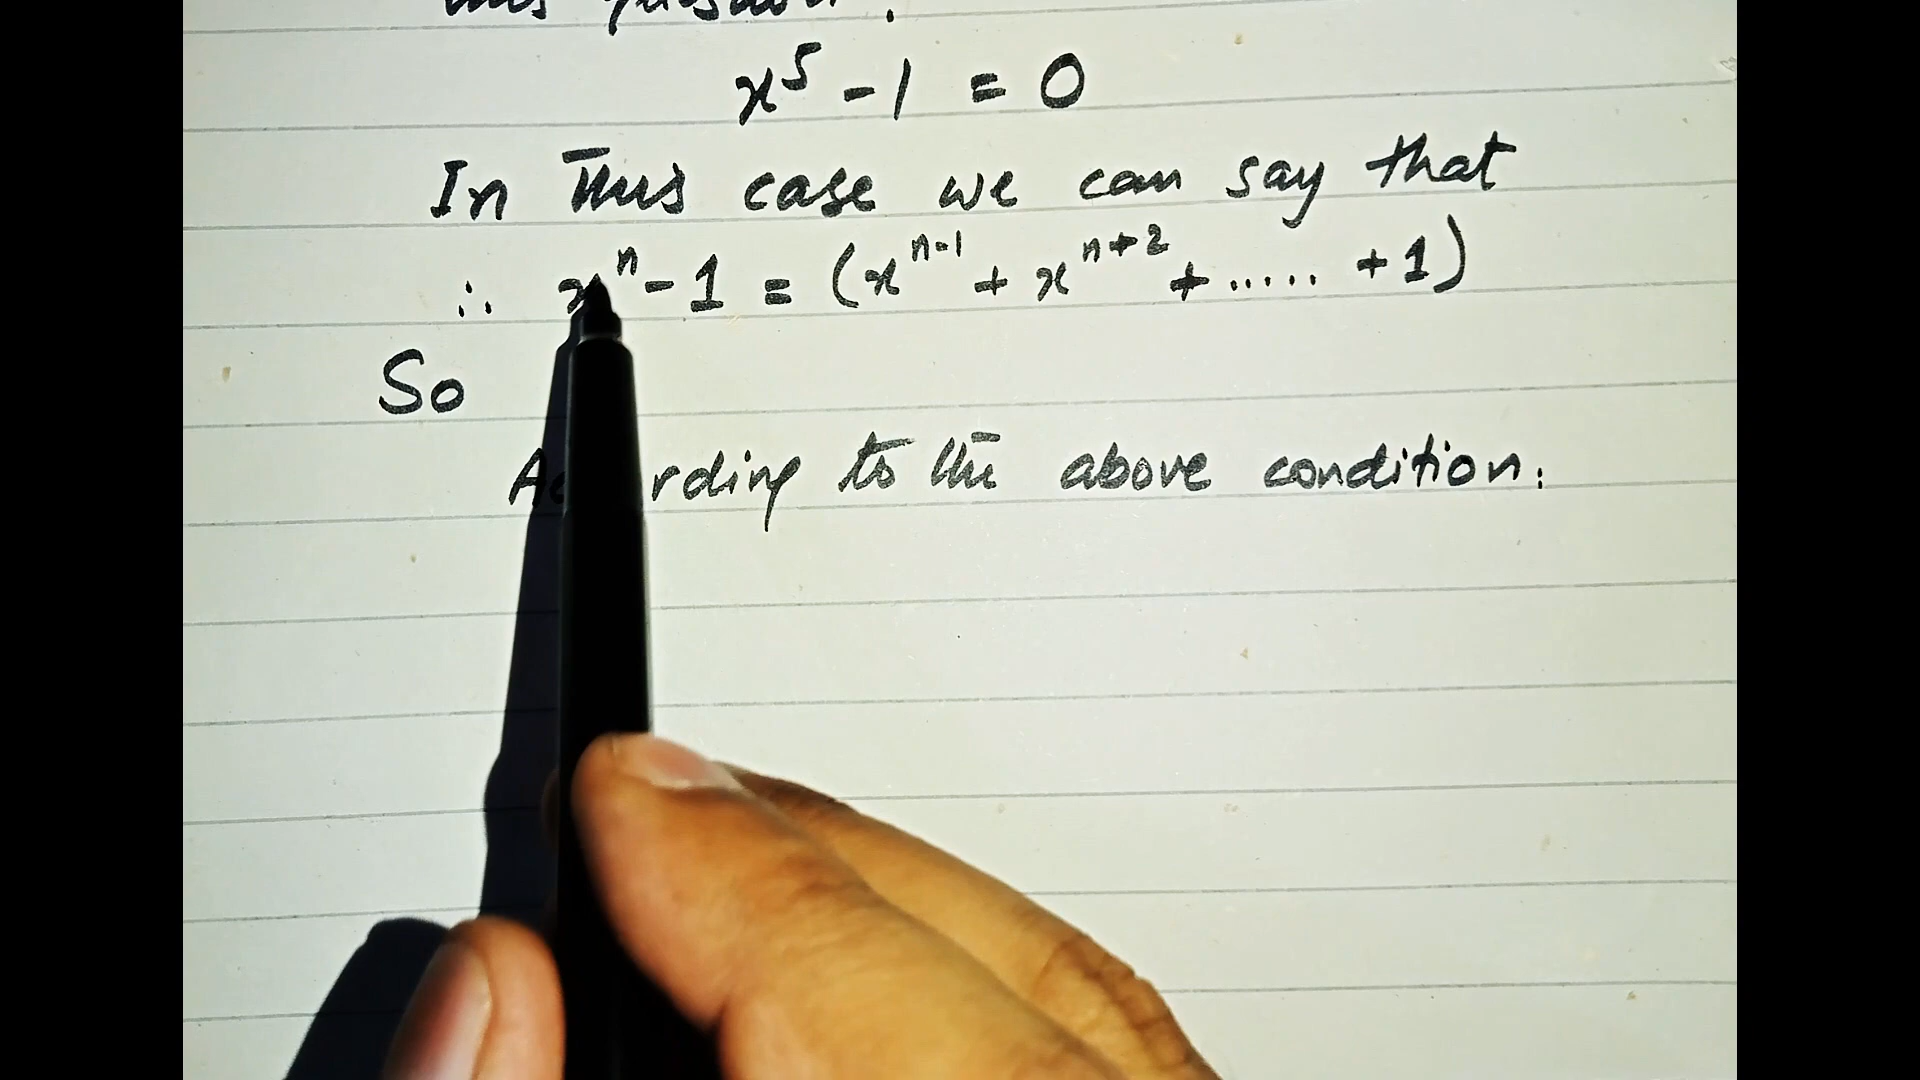 x⁵ - 1 = 0
In this case we can say that
∴ xⁿ - 1 = (xⁿ⁻¹ + xⁿ⁺² + ..... + 1)
So
to the above condition: